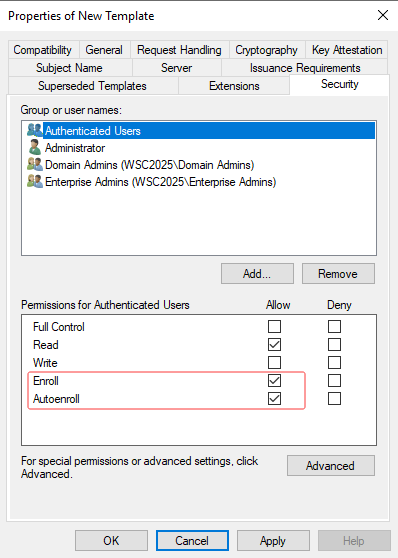 Properties of New Template
Compatibility General Request Handling Cryptography Key Attestation
Subject Name Server Issuance Requirements
Superseded Templates Extensions Security
Group or user names:
Authenticated Users
Administrator
Domain Admins (WSC2025\Domain Admins)
Enterprise Admins (WSC2025\Enterprise Admins)
Add... Remove
Permissions for Authenticated Users Allow Deny
Full Control
Read
Write
Enroll
Autoenroll
For special permissions or advanced settings, click
Advanced. Advanced
OK Cancel Apply Help